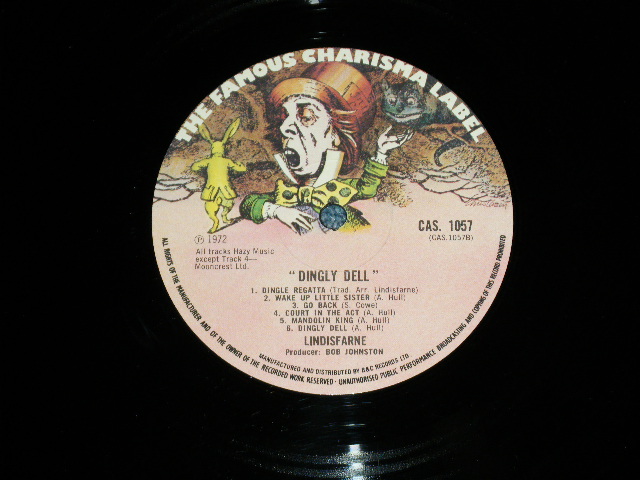 THE FAMOUS CHARISMA LABEL
CAS. 1057
(CAS.1057B)
℗ 1972
All tracks Hazy Music
except Track 4—
Mooncrest Ltd.
"DINGLY DELL"
1. DINGLE REGATTA (Trad. Arr. Lindisfarne)
2. WAKE UP LITTLE SISTER (A. Hull)
3. GO BACK (S. Cowe)
4. COURT IN THE ACT (A. Hull)
5. MANDOLIN KING (A. Hull)
6. DINGLY DELL (A. Hull)
LINDISFARNE
Producer: BOB JOHNSTON
MANUFACTURED AND DISTRIBUTED BY B&C RECORDS LTD.
ALL RIGHTS OF THE MANUFACTURER AND OF THE OWNER OF THE RECORDED WORK RESERVED · UNAUTHORISED PUBLIC PERFORMANCE BROADCASTING AND COPYING OF THIS RECORD PROHIBITED